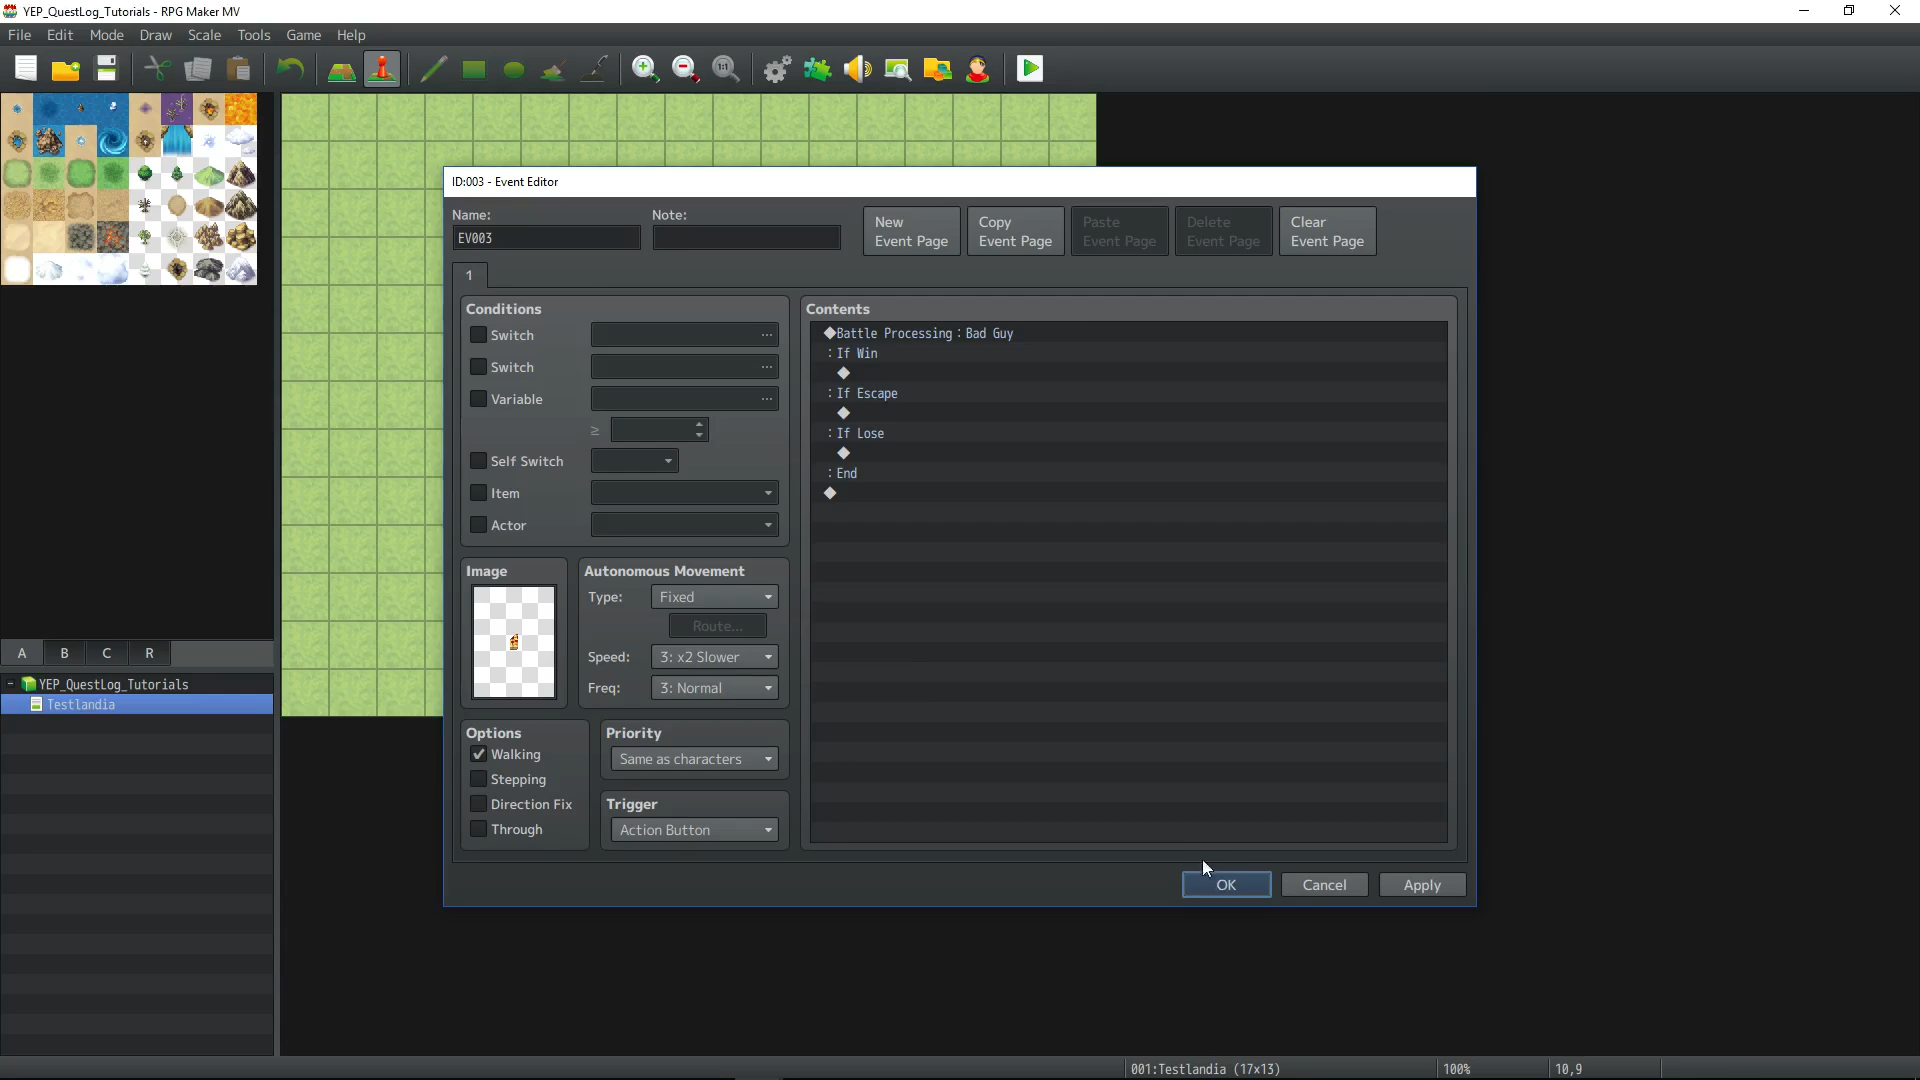 YEP_QuestLog_Tutorials - RPG Maker MV
File Edit Mode Draw Scale Tools Game Help
1:1
ID:003 - Event Editor
Name: Note:
EV003
New Event Page
Copy Event Page
Paste Event Page
Delete Event Page
Clear Event Page
1
Conditions
Switch ...
Switch ...
Variable ...
≥
Self Switch
Item
Actor
Image
Autonomous Movement
Type: Fixed
Route...
Speed: 3: x2 Slower
Freq: 3: Normal
Options
Walking
Stepping
Direction Fix
Through
Priority
Same as characters
Trigger
Action Button
Contents
◆Battle Processing : Bad Guy
: If Win
◆
: If Escape
◆
: If Lose
◆
: End
◆
OK Cancel Apply
A B C R
YEP_QuestLog_Tutorials
Testlandia
001:Testlandia (17x13) 100% 10,9